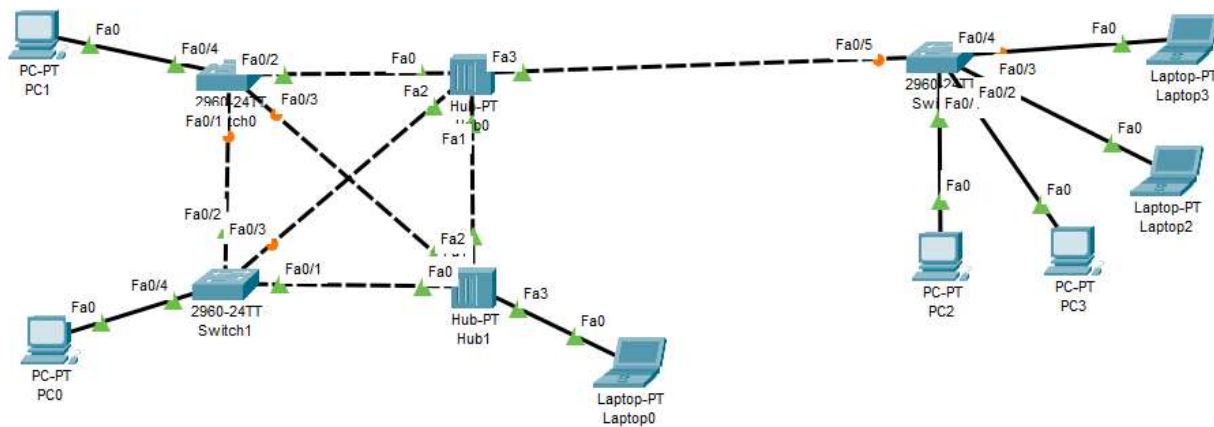 Fa0
Fa0/4
PC-PT
PC1
Fa0/2
Fa0/3
Fa0/1
Fa0
Fa3
Fa2
Hub-PT
Fa1
Fa0/5
Fa0/4
Fa0/3
Fa0/2
2960-24TT
Fa0
Laptop-PT
Laptop3
Fa0
Laptop-PT
Laptop2
Fa0
Fa0
PC-PT
PC2
PC-PT
PC3
Fa0/2
Fa0/3
Fa0/1
Fa2
Fa0
Fa3
Fa0
Fa0/4
Fa0
2960-24TT
Switch1
Hub-PT
Hub1
PC-PT
PC0
Laptop-PT
Laptop0